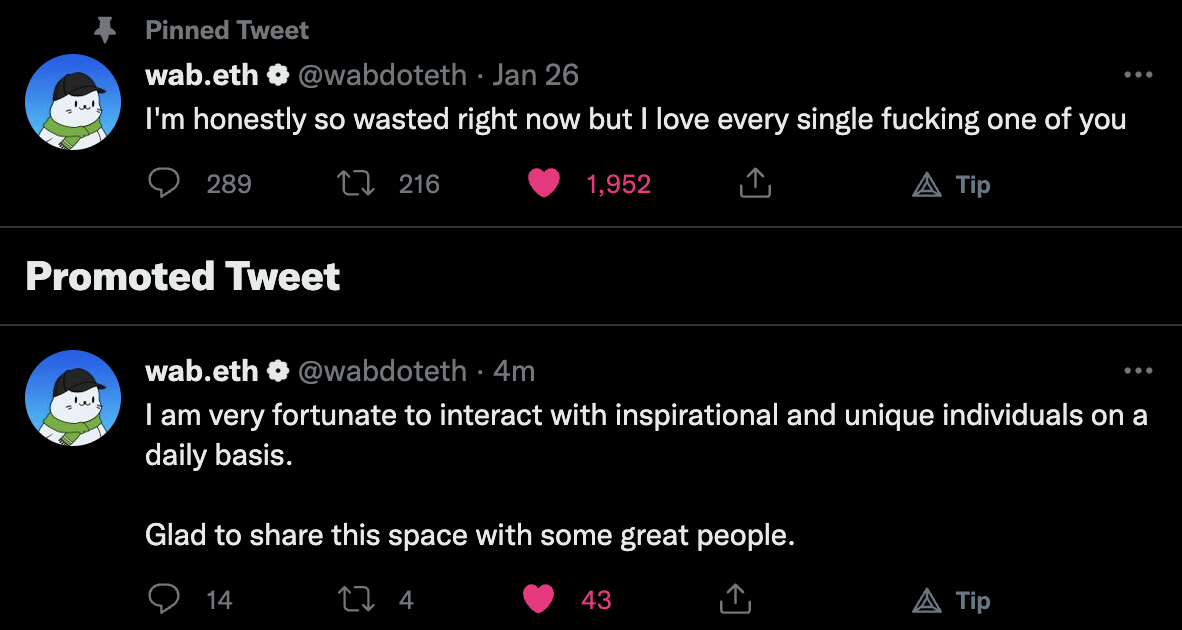 Pinned Tweet
wab.eth @wabdoteth · Jan 26
I'm honestly so wasted right now but I love every single fucking one of you
289 216 1,952 Tip
Promoted Tweet
wab.eth @wabdoteth · 4m
I am very fortunate to interact with inspirational and unique individuals on a
daily basis.
Glad to share this space with some great people.
14 4 43 Tip